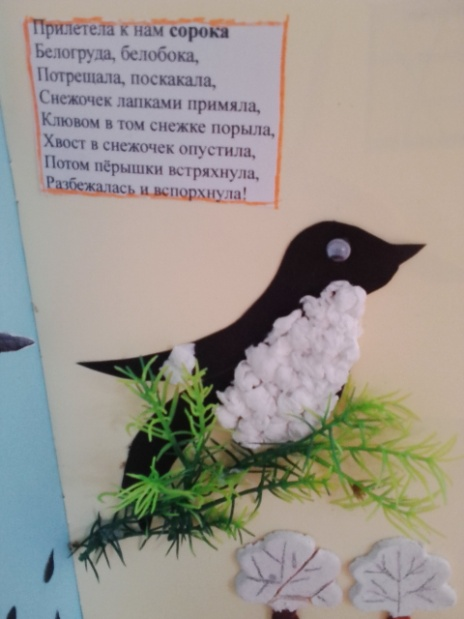 Прилетела к нам сорока
Белогруда, белобока,
Потрещала, поскакала,
Снежочек лапками примяла,
Клювом в том снежке порыла,
Хвост в снежочек опустила,
Потом пёрышки встряхнула,
Разбежалась и вспорхнула!